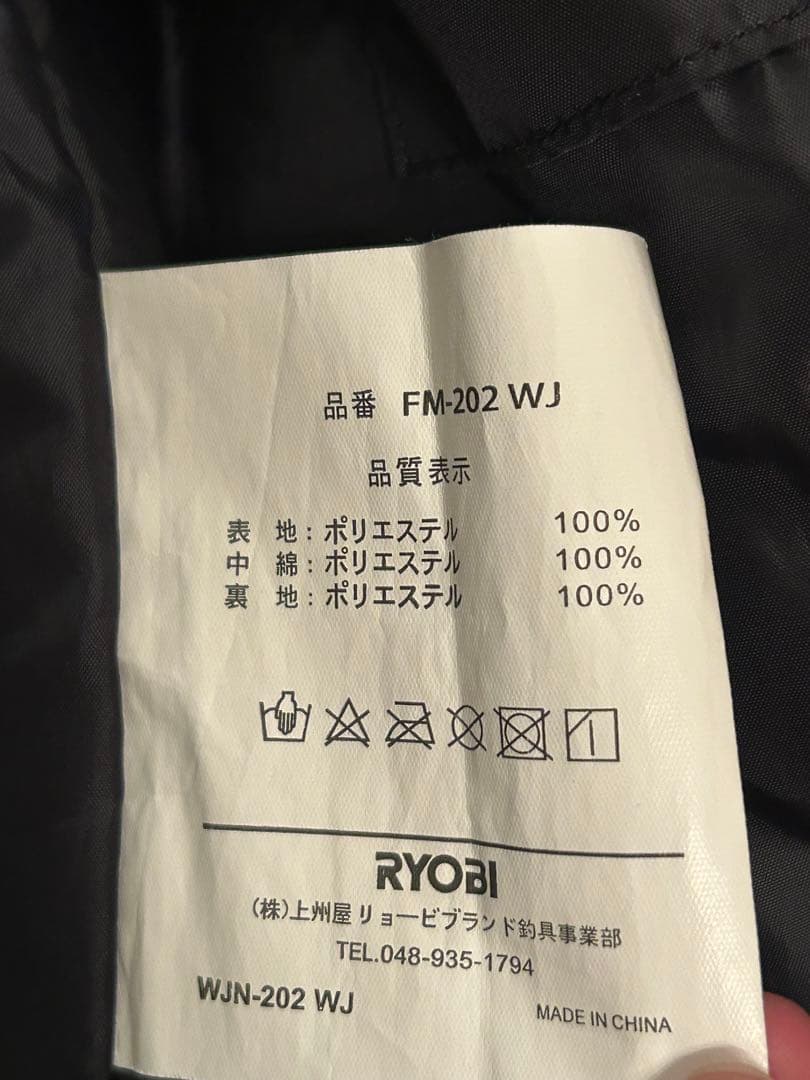 品番 FM-202 WJ
品質表示
表 地：ポリエステル 100%
中 綿：ポリエステル 100%
裏 地：ポリエステル 100%
RYOBI
(株)上州屋 リョービブランド釣具事業部
TEL.048-935-1794
WJN-202 WJ
MADE IN CHINA